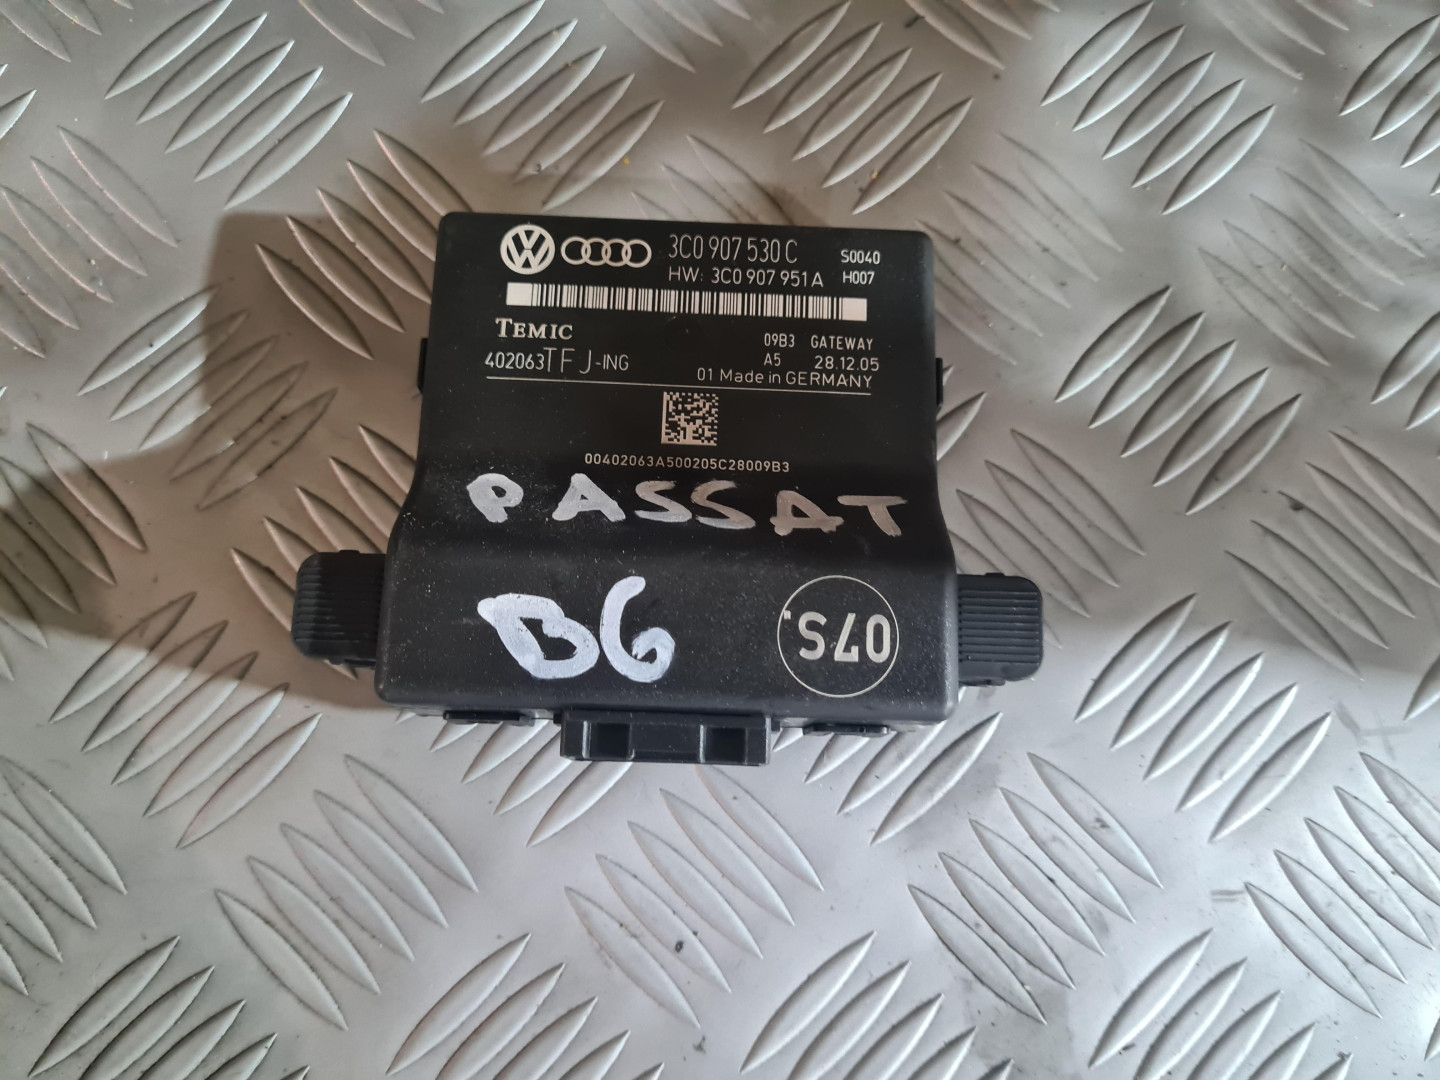 VW 3C0 907 530 C S0040
HW: 3C0 907 951 A H007
TEMIC 09B3 GATEWAY
402063TFJ-ING A5 28.12.05
01 Made in GERMANY
00402063A500205C28009B3
PASSAT
B6
07S.